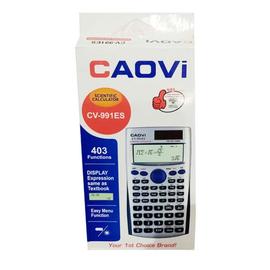 CAOVi
SCIENTIFIC
CALCULATOR
CV-991ES
403
Functions
DISPLAY
Expression
same as
Textbook
Easy Menu
Function
CAOVi
Your 1st Choice Brand!